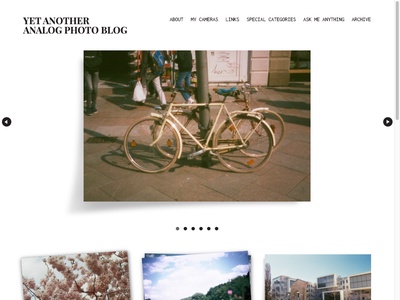 YET ANOTHER
ANALOG PHOTO BLOG
ABOUT MY CAMERAS LINKS SPECIAL CATEGORIES ASK ME ANYTHING ARCHIVE